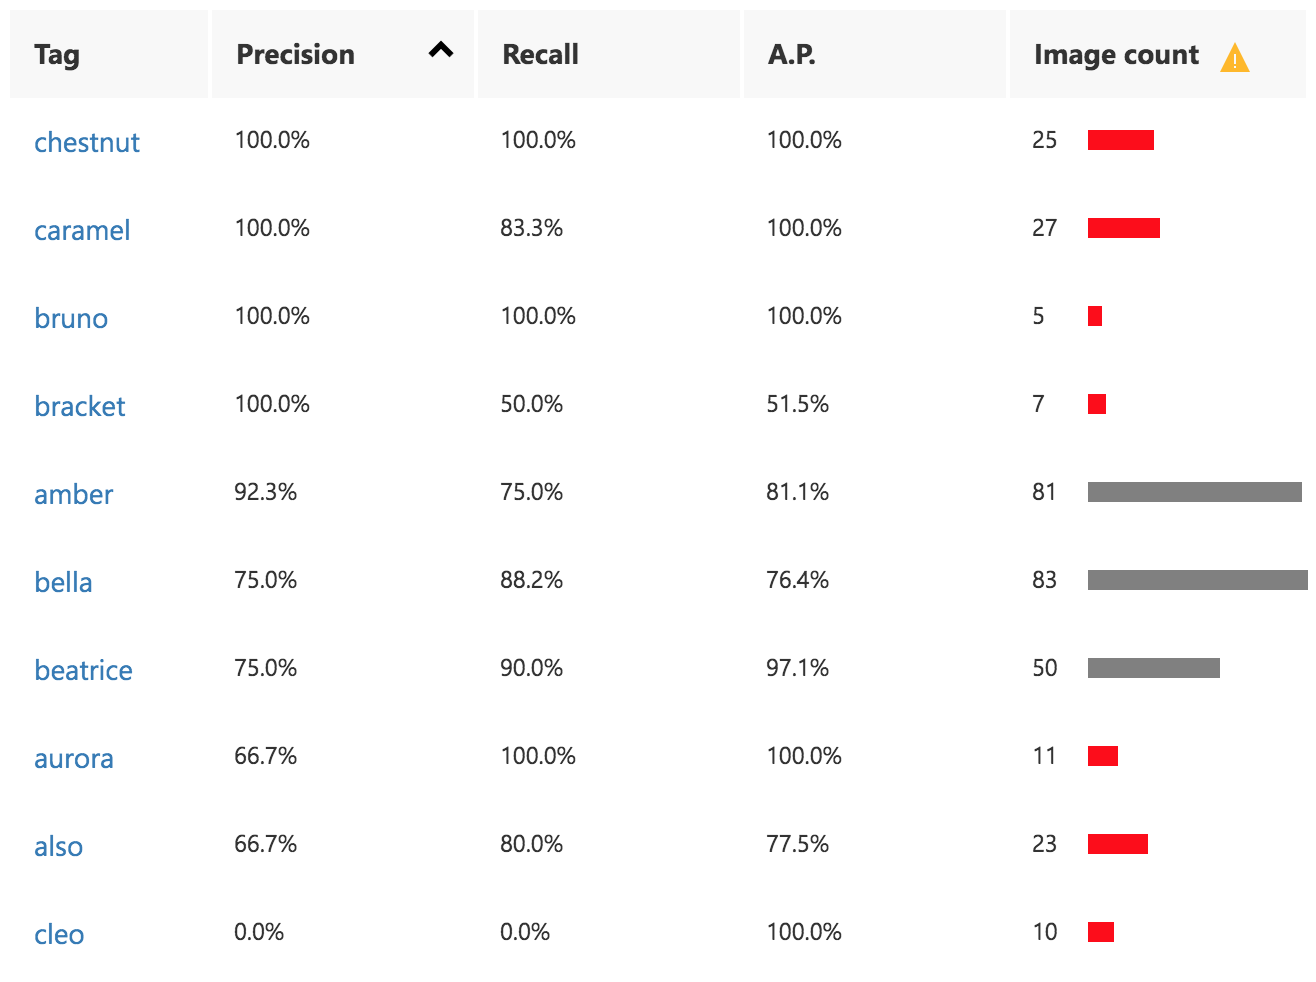 Tag Precision Recall A.P. Image count
chestnut 100.0% 100.0% 100.0% 25
caramel 100.0% 83.3% 100.0% 27
bruno 100.0% 100.0% 100.0% 5
bracket 100.0% 50.0% 51.5% 7
amber 92.3% 75.0% 81.1% 81
bella 75.0% 88.2% 76.4% 83
beatrice 75.0% 90.0% 97.1% 50
aurora 66.7% 100.0% 100.0% 11
also 66.7% 80.0% 77.5% 23
cleo 0.0% 0.0% 100.0% 10